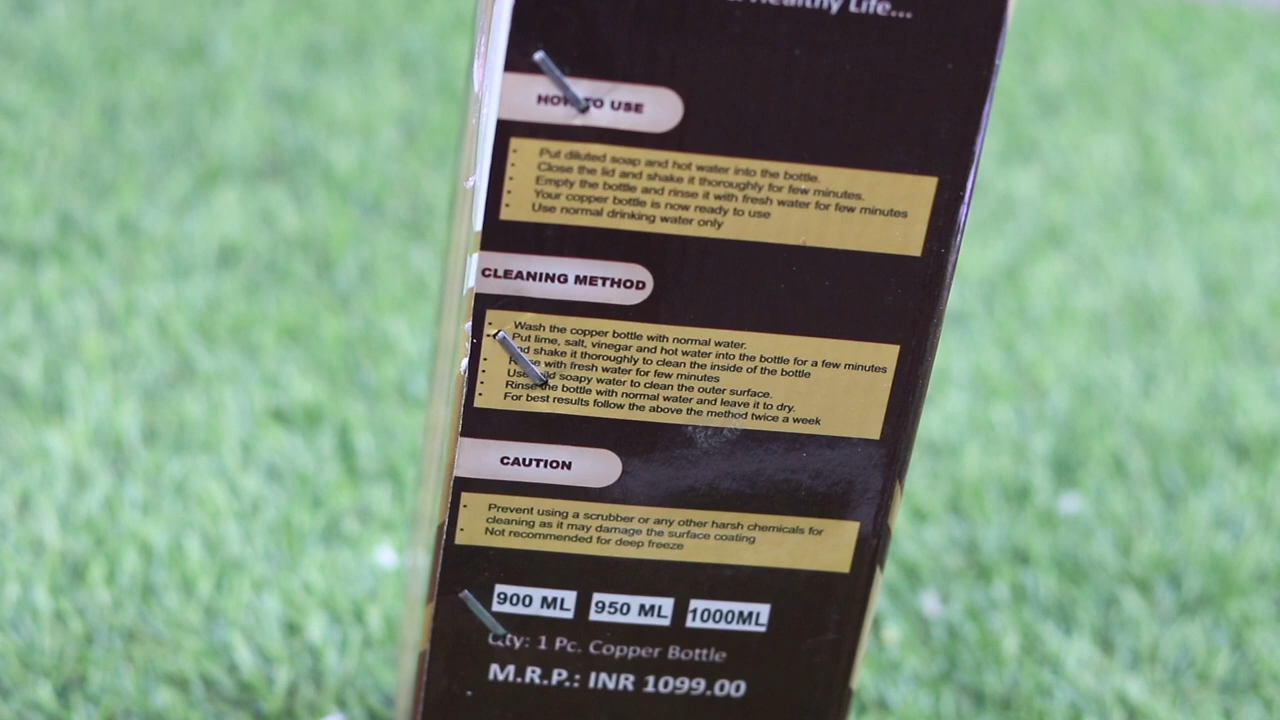 Healthy Life...
HOW TO USE
• Put diluted soap and hot water into the bottle.
• Close the lid and shake it thoroughly for few minutes.
• Empty the bottle and rinse it with fresh water for few minutes
• Your copper bottle is now ready to use
• Use normal drinking water only
CLEANING METHOD
• Wash the copper bottle with normal water.
• Put lime, salt, vinegar and hot water into the bottle for a few minutes
and shake it thoroughly to clean the inside of the bottle
• Rinse with fresh water for few minutes
• Use mild soapy water to clean the outer surface.
• Rinse the bottle with normal water and leave it to dry.
• For best results follow the above the method twice a week
CAUTION
• Prevent using a scrubber or any other harsh chemicals for
cleaning as it may damage the surface coating
• Not recommended for deep freeze
900 ML 950 ML 1000ML
Qty: 1 Pc. Copper Bottle
M.R.P.: INR 1099.00